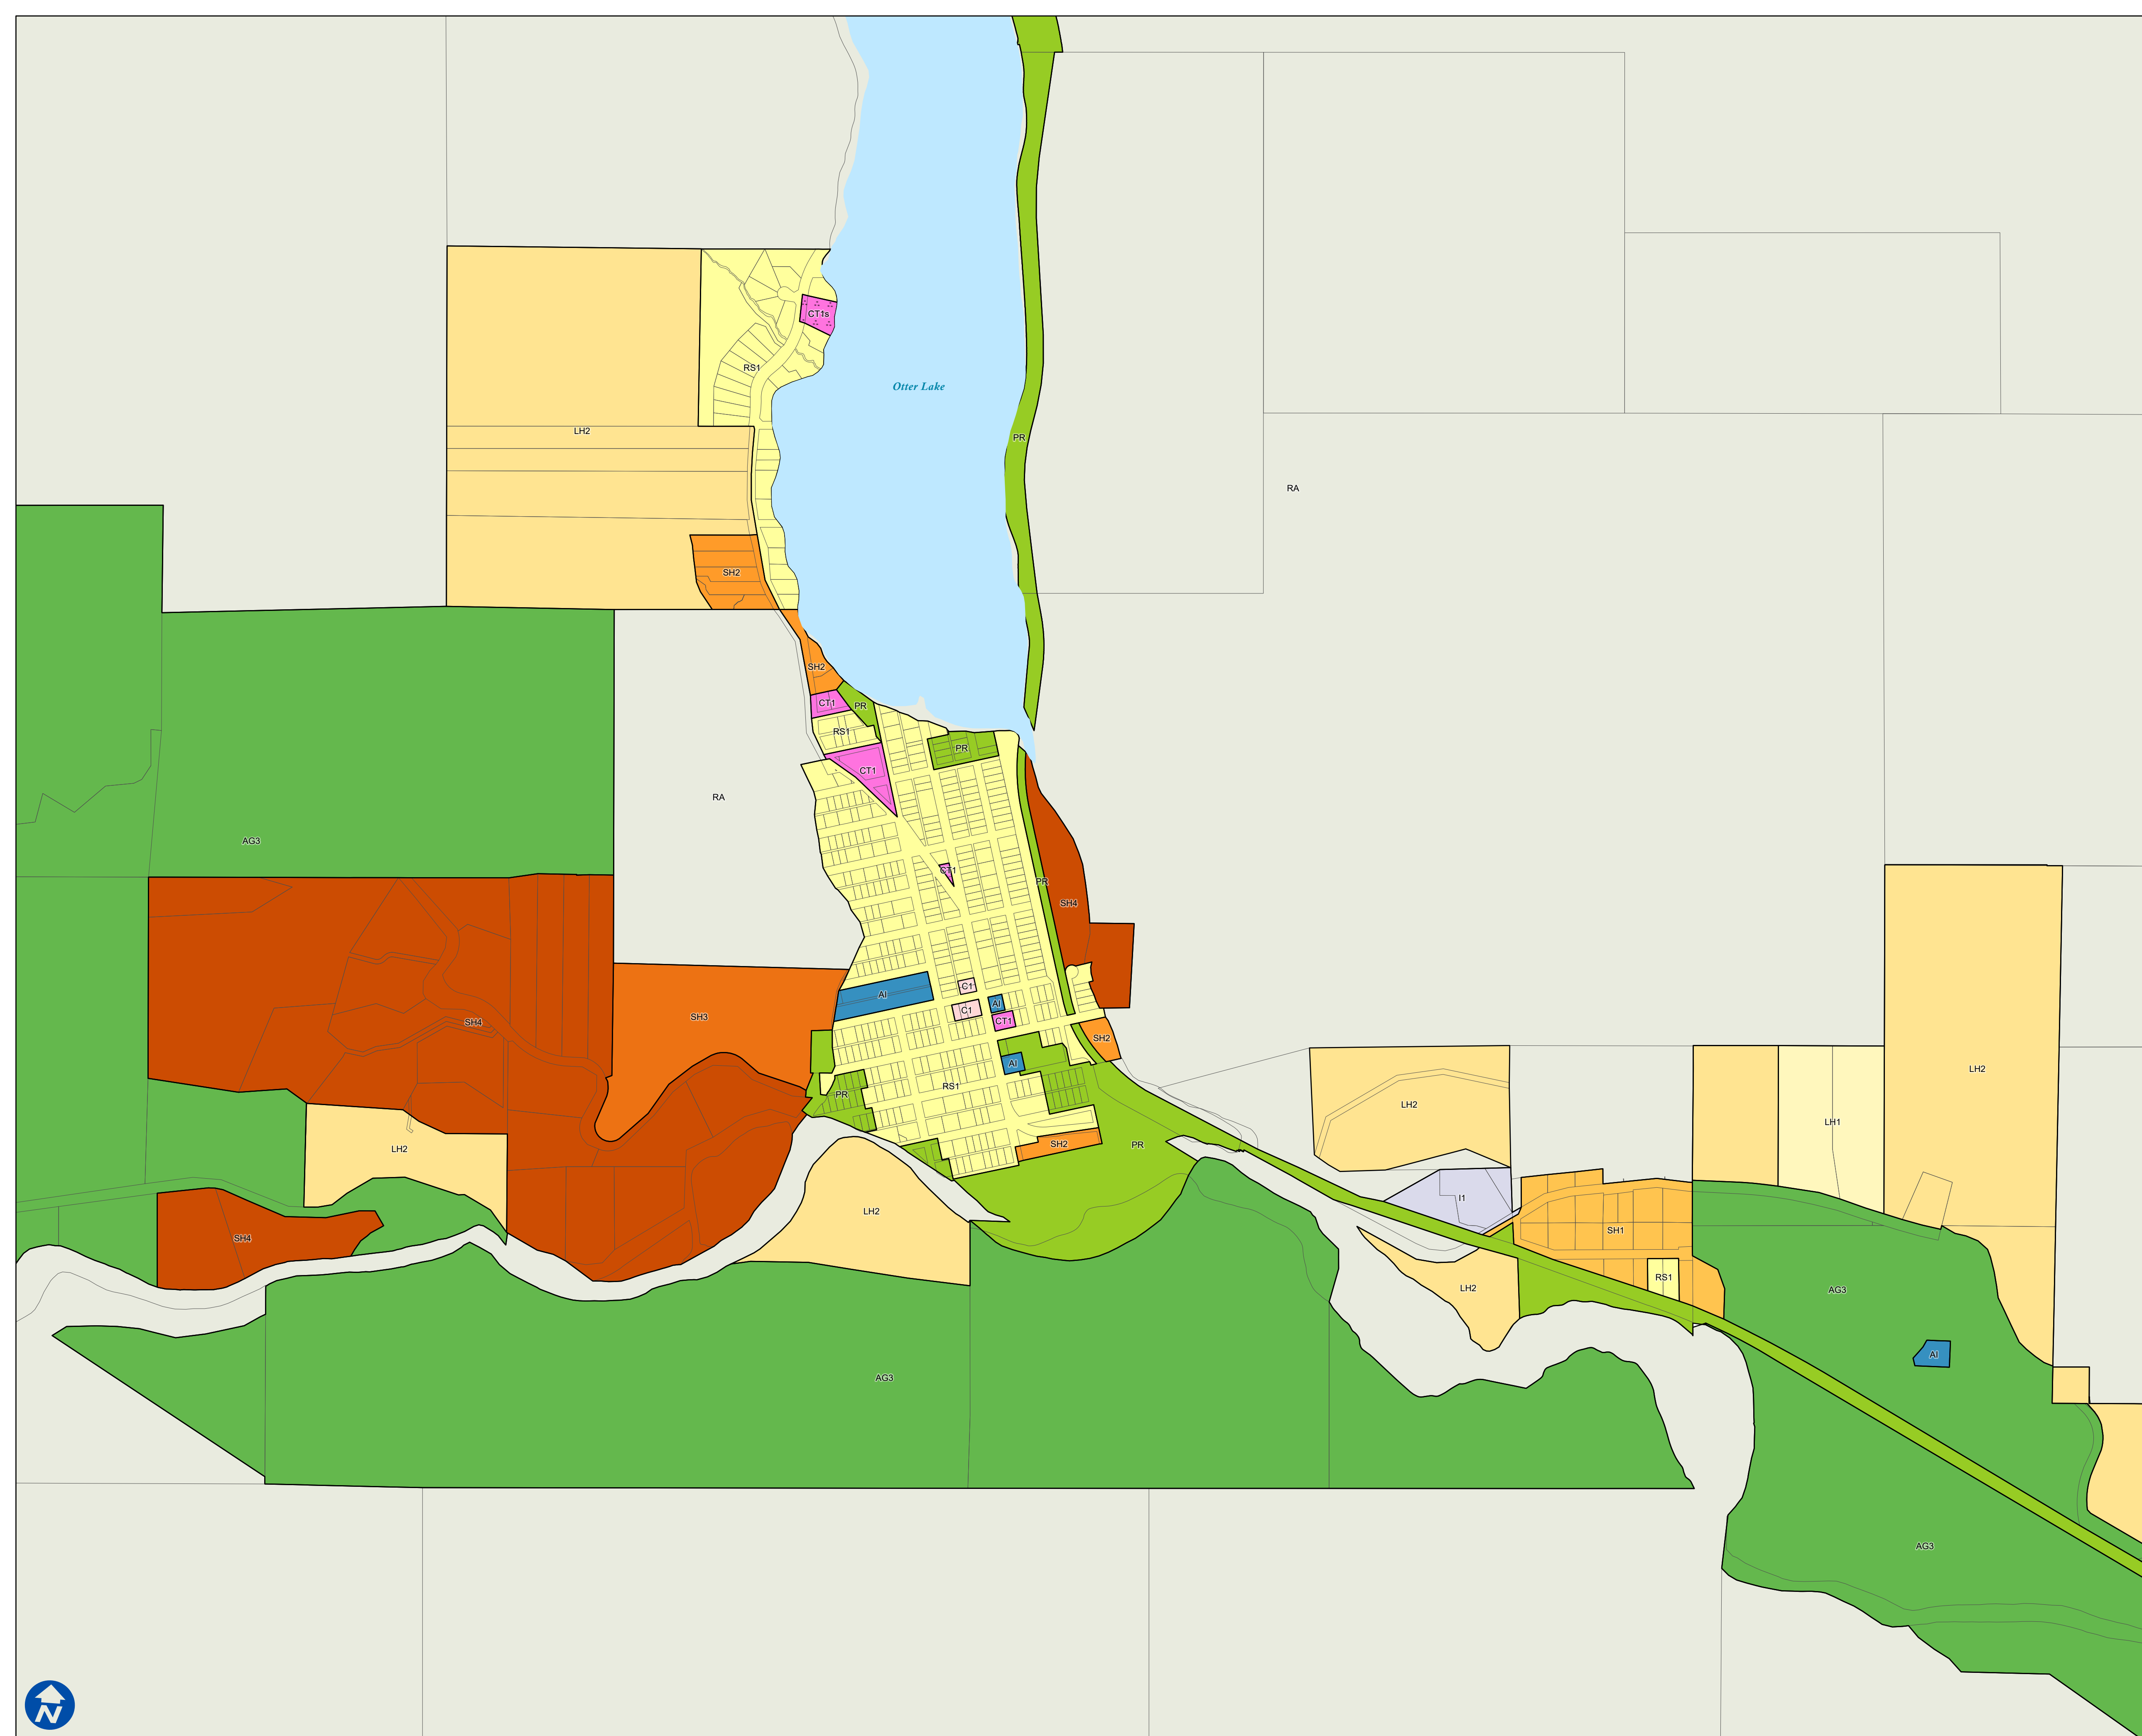 CT1s
RS1
Otter Lake
LH2
PR
RA
SH2
SH2
CT1
PR
RS1
PR
CT1
RA
AG3
CT1
PR
SH4
C1
AI
AI
C1
CT1
SH3
SH4
SH2
AI
LH2
RS1
PR
LH2
LH1
LH2
SH2
PR
LH2
I1
LH2
SH1
SH4
RS1
LH2
AG3
AI
AG3
AG3
N